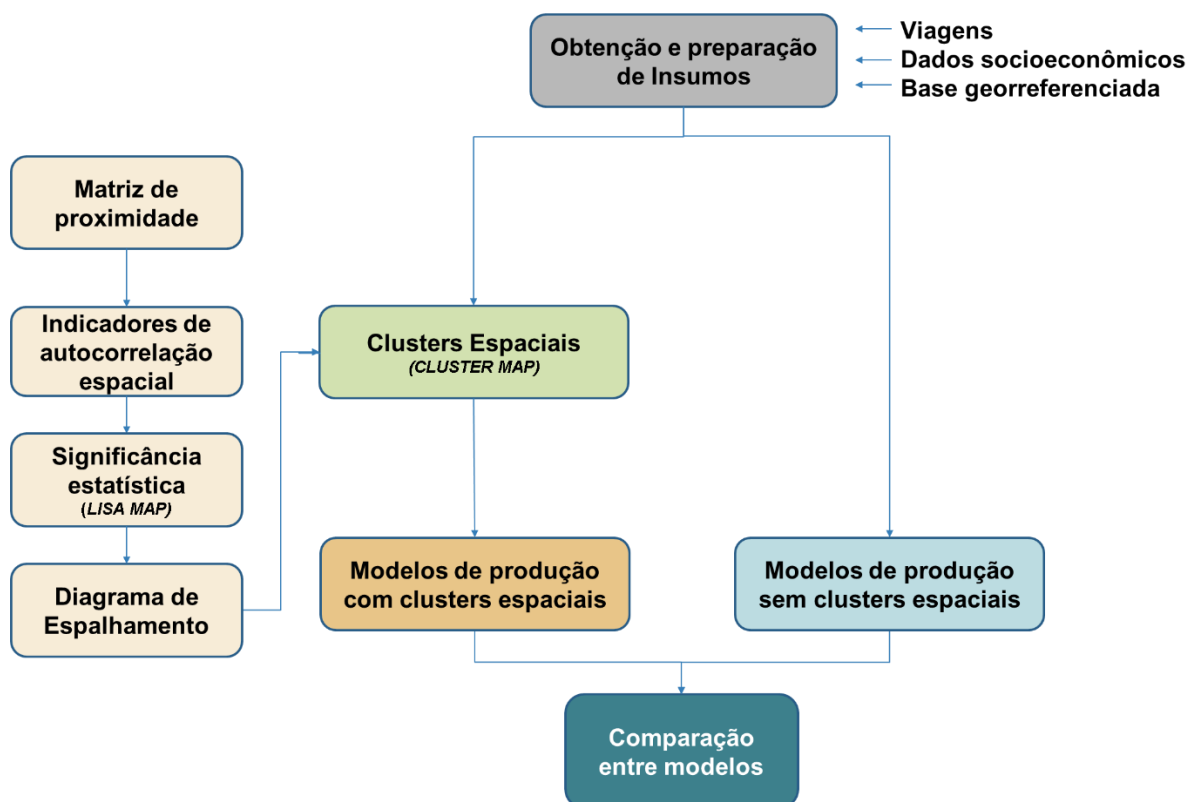 Obtenção e preparação
de Insumos
Viagens
Dados socioeconômicos
Base georreferenciada
Matriz de
proximidade
Indicadores de
autocorrelação
espacial
Significância
estatística
(LISA MAP)
Diagrama de
Espalhamento
Clusters Espaciais
(CLUSTER MAP)
Modelos de produção
com clusters espaciais
Modelos de produção
sem clusters espaciais
Comparação
entre modelos